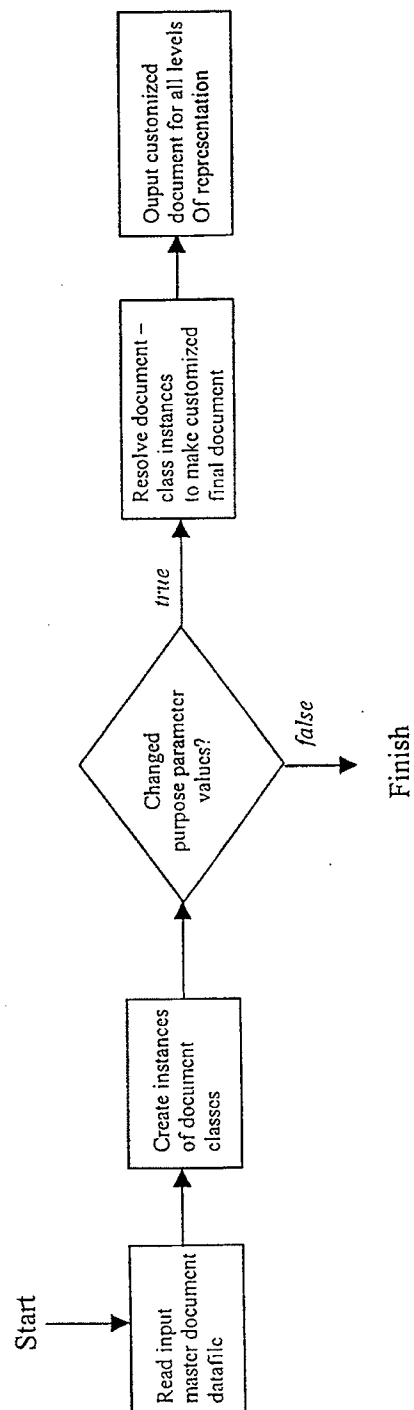 Start
Read input
master document
datafile
Create instances
of document
classes
Changed
purpose parameter
values?
true
false
Finish
Resolve document –
class instances
to make customized
final document
Ouput customized
document for all levels
Of representation